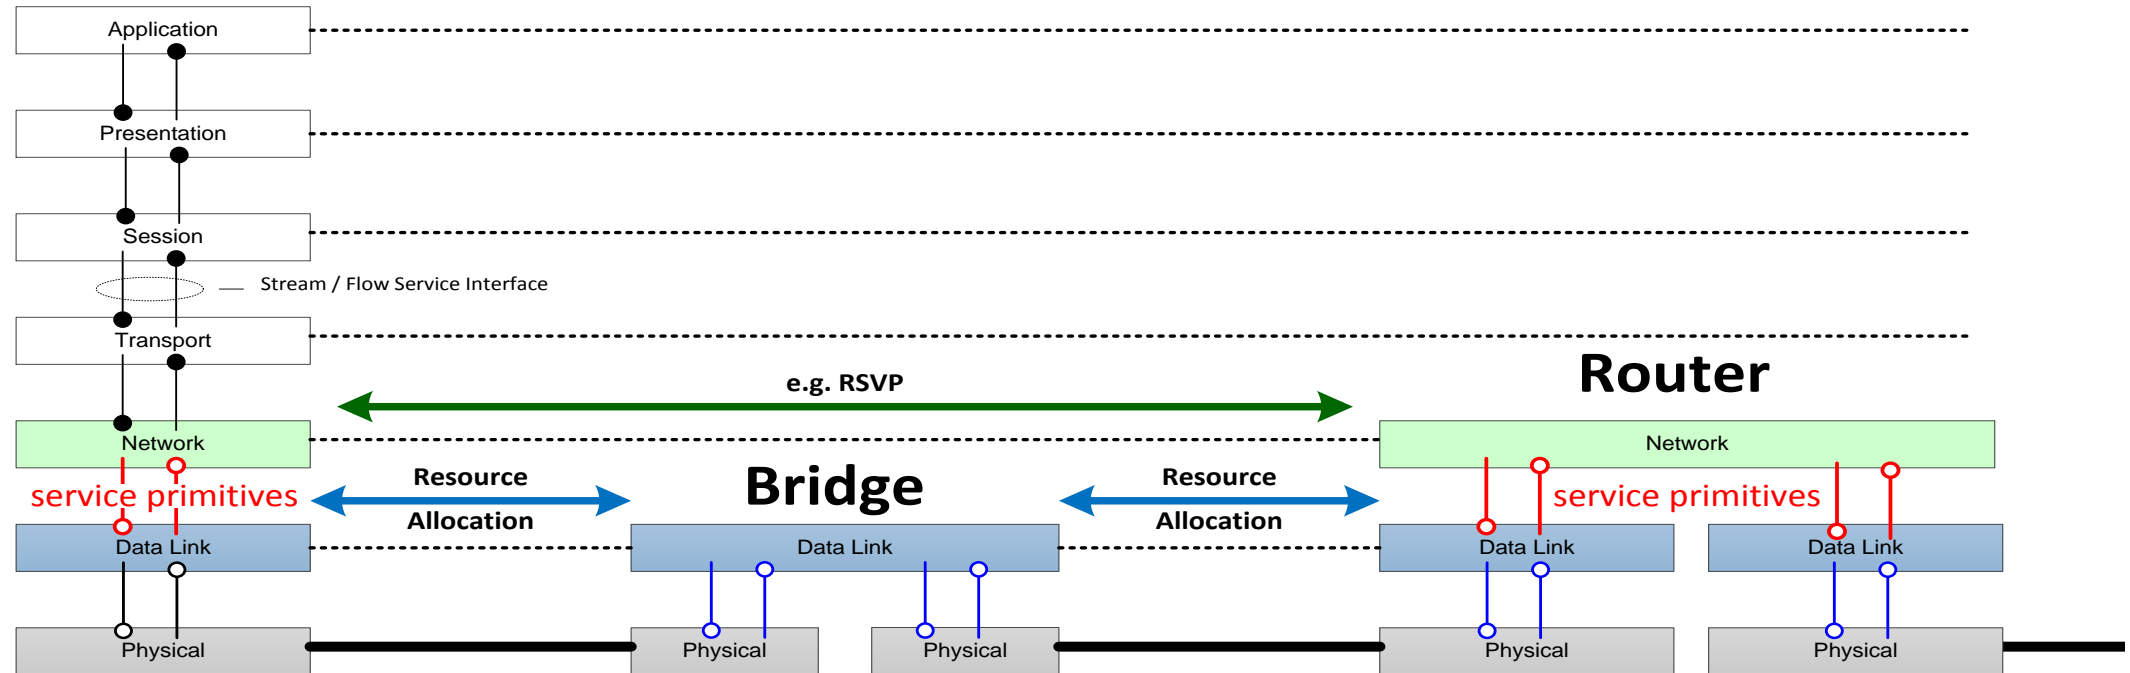 Application
Presentation
Session
Stream / Flow Service Interface
Transport
e.g. RSVP
Router
Network
Network
service primitives
Resource
Allocation
Bridge
Resource
Allocation
service primitives
Data Link
Data Link
Data Link
Data Link
Physical
Physical
Physical
Physical
Physical